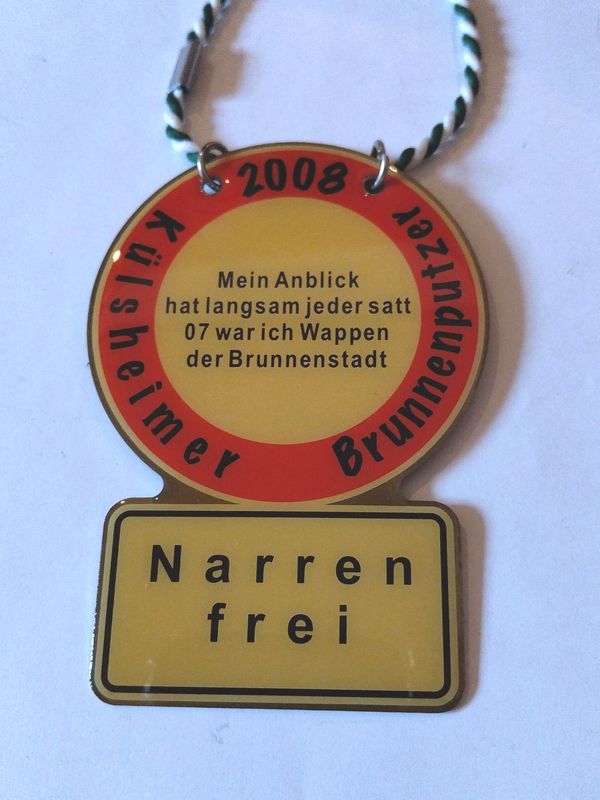 2008
Külsheimer
Brunnenputzer
Mein Anblick
hat langsam jeder satt
07 war ich Wappen
der Brunnenstadt
Narren
frei